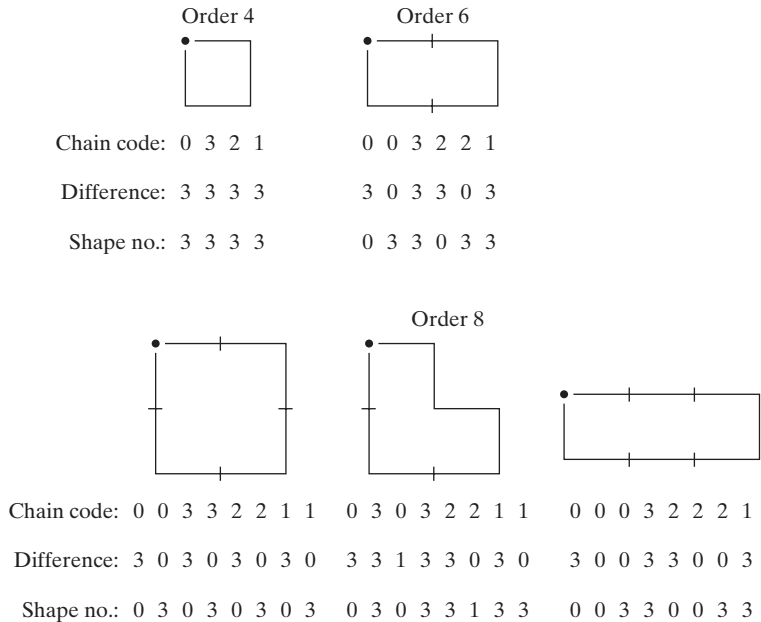 Order 4 Order 6
Chain code: 0 3 2 1 0 0 3 2 2 1
Difference: 3 3 3 3 3 0 3 3 0 3
Shape no.: 3 3 3 3 0 3 3 0 3 3
Order 8
Chain code: 0 0 3 3 2 2 1 1 0 3 0 3 2 2 1 1 0 0 0 3 2 2 2 1
Difference: 3 0 3 0 3 0 3 0 3 3 1 3 3 0 3 0 3 0 0 3 3 0 0 3
Shape no.: 0 3 0 3 0 3 0 3 0 3 0 3 3 1 3 3 0 0 3 3 0 0 3 3